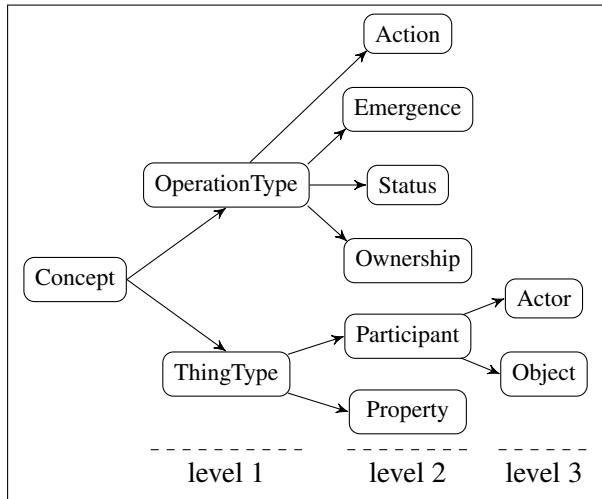 Action
Emergence
OperationType
Status
Ownership
Concept
Actor
Participant
ThingType
Object
Property
level 1
level 2
level 3